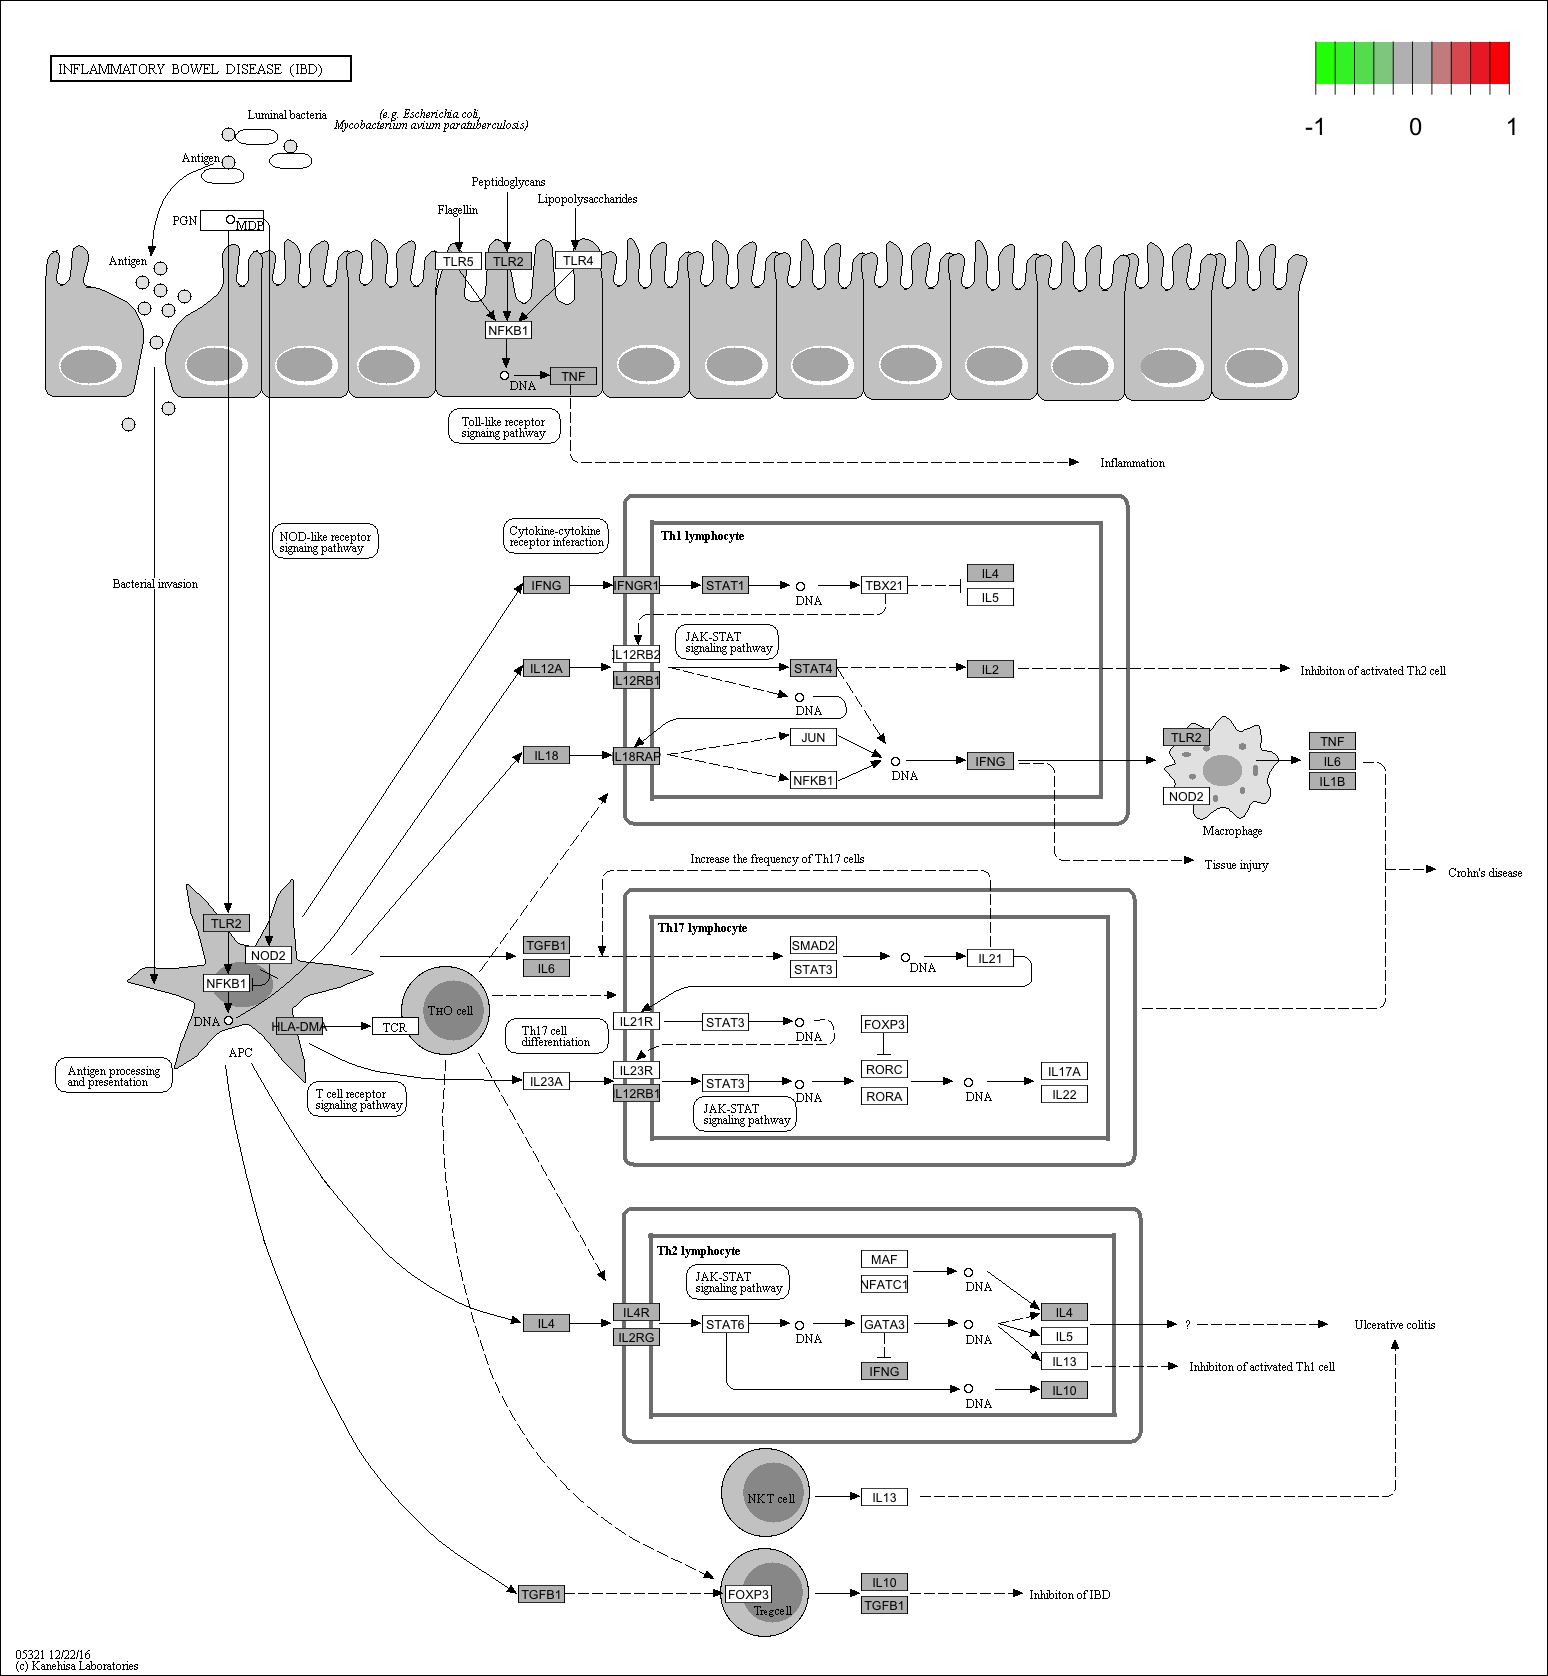 INFLAMMATORY BOWEL DISEASE (IBD)
-1 0 1
Luminal bacteria
(e.g. Escherichia coli,
Mycobacterium avium paratuberculosis)
Antigen
PGN
MDP
Peptidoglycans
Flagellin
Lipopolysaccharides
Antigen
TLR5
TLR2
TLR4
NFKB1
DNA
TNF
Toll-like receptor
signaing pathway
Inflammation
NOD-like receptor
signaing pathway
Cytokine-cytokine
receptor inferaction
Th1 lymphocyte
Bacterial invasion
IFNG
IFNGR1
STAT1
DNA
TBX21
IL4
IL5
IL12A
IL12RB2
IL12RB1
JAK-STAT
signaling pathway
STAT4
IL2
Inhibiton of activated Th2 cell
DNA
IL18
IL18RAP
JUN
NFKB1
DNA
IFNG
TLR2
NOD2
Macrophage
TNF
IL6
IL1B
Tissue injury
Crohn's disease
Increase the frequency of Th17 cells
Th17 lymphocyte
TLR2
NOD2
NFKB1
DNA
HLA-DMA
APC
TCR
THO cell
TGFB1
IL6
SMAD2
STAT3
DNA
IL21
Th17 cell
differentiation
IL21R
STAT3
DNA
FOXP3
IL23A
IL23R
IL12RB1
STAT3
DNA
RORC
RORA
DNA
IL17A
IL22
JAK-STAT
signaling pathway
Antigen processing
and presentation
T cell receptor
signaling pathway
Th2 lymphocyte
JAK-STAT
signaling pathway
MAF
NFATC1
DNA
IL4
IL4R
IL2RG
STAT6
DNA
GATA3
DNA
IFNG
IL4
IL5
IL13
?
Ulcerative colitis
Inhibiton of activated Th1 cell
DNA
IL10
NKT cell
IL13
TGFB1
FOXP3
Treg cell
IL10
TGFB1
Inhibiton of IBD
05321 12/22/16
(c) Kanehisa Laboratories